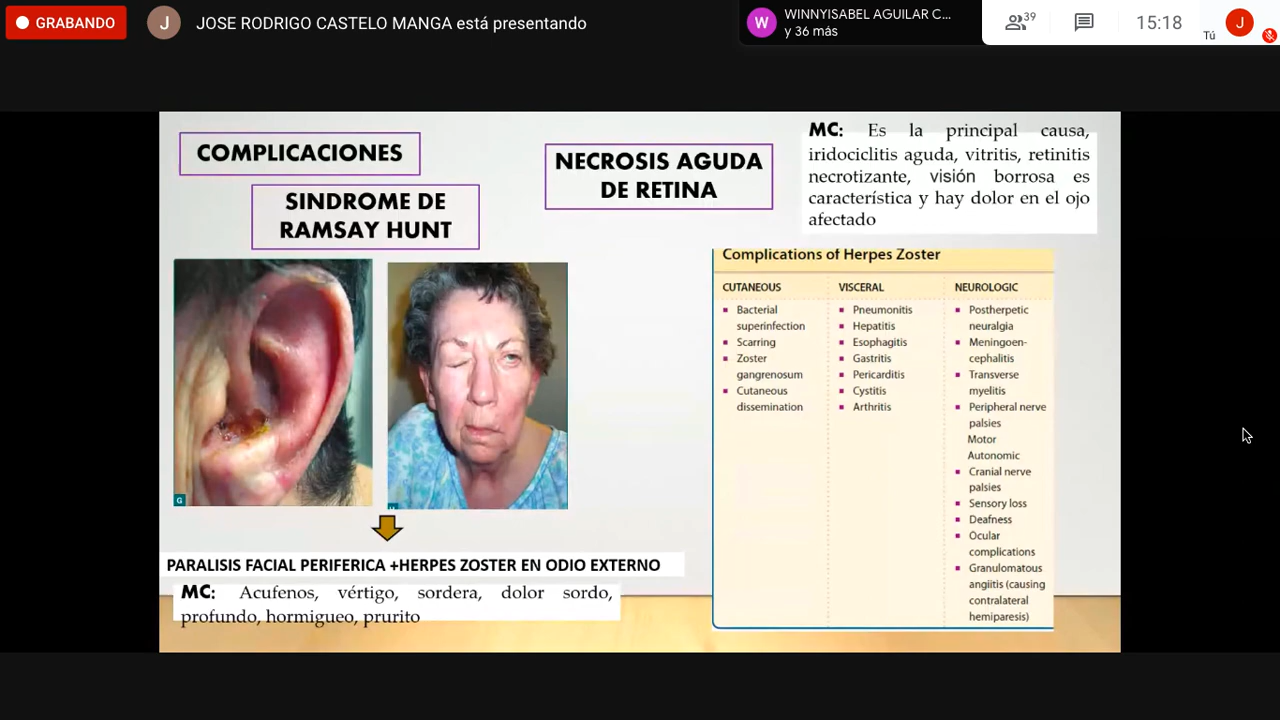 GRABANDO
J
JOSE RODRIGO CASTELO MANGA está presentando
W
WINNYISABEL AGUILAR C...
y 36 más
39
15:18
Tú
J
COMPLICACIONES
SINDROME DE
RAMSAY HUNT
NECROSIS AGUDA
DE RETINA
MC: Es la principal causa,
iridociclitis aguda, vitritis, retinitis
necrotizante, visión borrosa es
característica y hay dolor en el ojo
afectado
G
PARALISIS FACIAL PERIFERICA +HERPES ZOSTER EN ODIO EXTERNO
MC: Acufenos, vértigo, sordera, dolor sordo,
profundo, hormigueo, prurito
Complications of Herpes Zoster
CUTANEOUS
Bacterial
superinfection
Scarring
Zoster
gangrenosum
Cutaneous
dissemination
VISCERAL
Pneumonitis
Hepatitis
Esophagitis
Gastritis
Pericarditis
Cystitis
Arthritis
NEUROLOGIC
Postherpetic
neuralgia
Meningoen-
cephalitis
Transverse
myelitis
Peripheral nerve
palsies
Motor
Autonomic
Cranial nerve
palsies
Sensory loss
Deafness
Ocular
complications
Granulomatous
angiitis (causing
contralateral
hemiparesis)